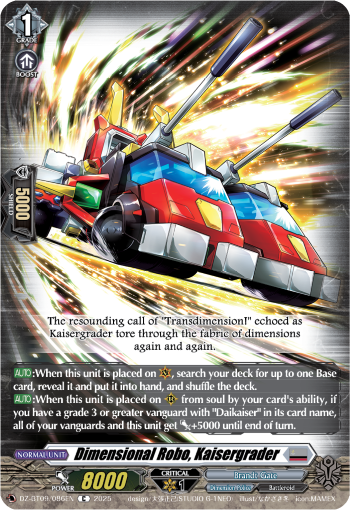 1
GRADE
BOOST
5000
SHIELD
The resounding call of "Transdimension!" echoed as
Kaisergrader tore through the fabric of dimensions
again and again.
AUTO:When this unit is placed on , search your deck for up to one Base
card, reveal it and put it into hand, and shuffle the deck.
AUTO:When this unit is placed on from soul by your card's ability, if
you have a grade 3 or greater vanguard with "Daikaiser" in its card name,
all of your vanguards and this unit get +5000 until end of turn.
NORMAL UNIT
Dimensional Robo, Kaisergrader
POWER
8000
CRITICAL
1
Brandt Gate
Dimension Police
Battleroid
2025
icon: MAMEX